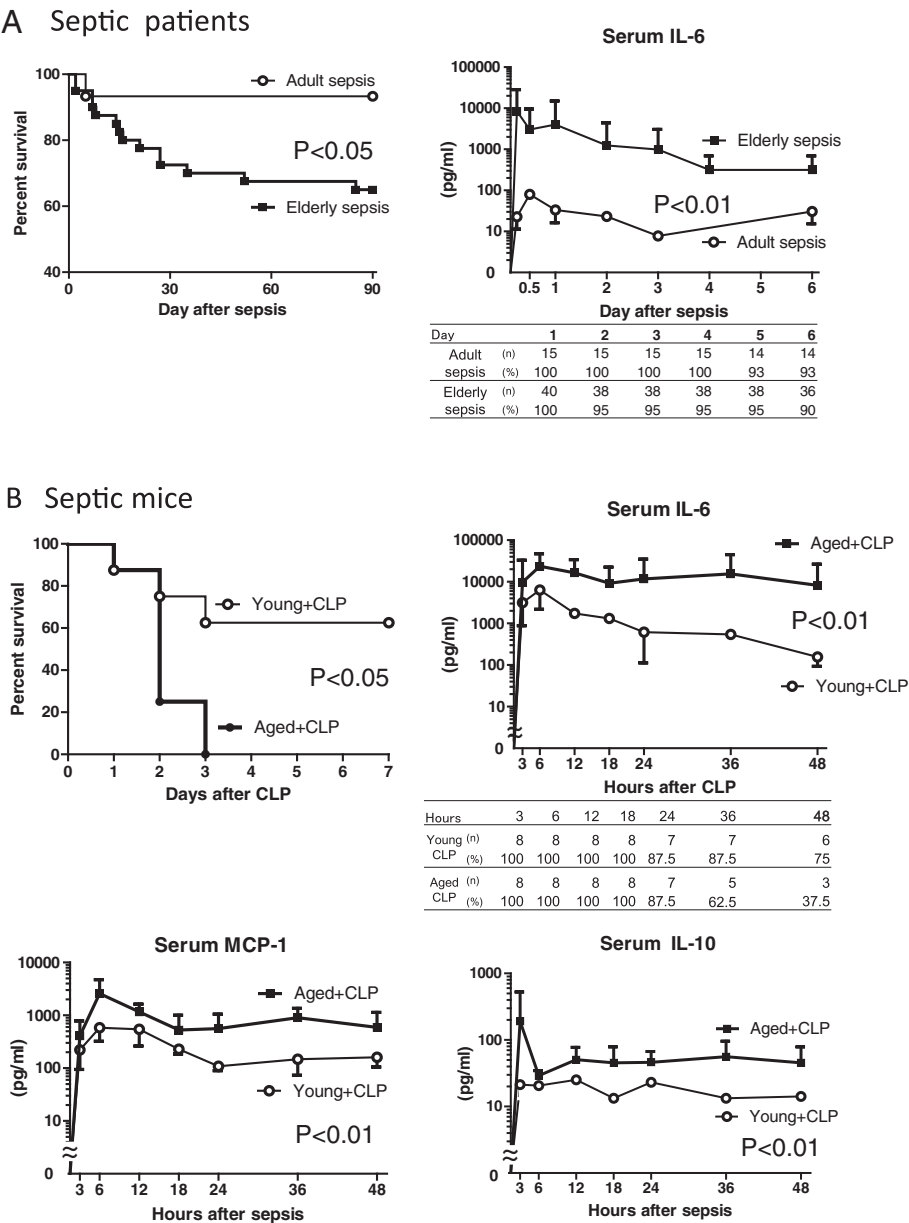 A Septic patients
100
80
60
40
Percent survival
0 30 60 90
Day after sepsis
Adult sepsis
P<0.05
Elderly sepsis
Serum IL-6
100000
10000
1000
100
10
0
(pg/ml)
Elderly sepsis
P<0.01
Adult sepsis
0.5 1 2 3 4 5 6
Day after sepsis
Day 1 2 3 4 5 6
Adult (n) 15 15 15 15 14 14
sepsis (%) 100 100 100 100 93 93
Elderly (n) 40 38 38 38 38 36
sepsis (%) 100 95 95 95 95 90
B Septic mice
100
80
60
40
20
0
Percent survival
Young+CLP
P<0.05
Aged+CLP
0 1 2 3 4 5 6 7
Days after CLP
Serum IL-6
100000
10000
1000
100
10
0
(pg/ml)
Aged+CLP
P<0.01
Young+CLP
3 6 12 18 24 36 48
Hours after CLP
Hours 3 6 12 18 24 36 48
Young (n) 8 8 8 8 7 7 6
CLP (%) 100 100 100 100 87.5 87.5 75
Aged (n) 8 8 8 8 7 5 3
CLP (%) 100 100 100 100 87.5 62.5 37.5
Serum MCP-1
10000
1000
100
10
0
(pg/ml)
Aged+CLP
Young+CLP
P<0.01
3 6 12 18 24 36 48
Hours after sepsis
Serum IL-10
1000
100
10
0
(pg/ml)
Aged+CLP
Young+CLP
P<0.01
3 6 12 18 24 36 48
Hours after sepsis